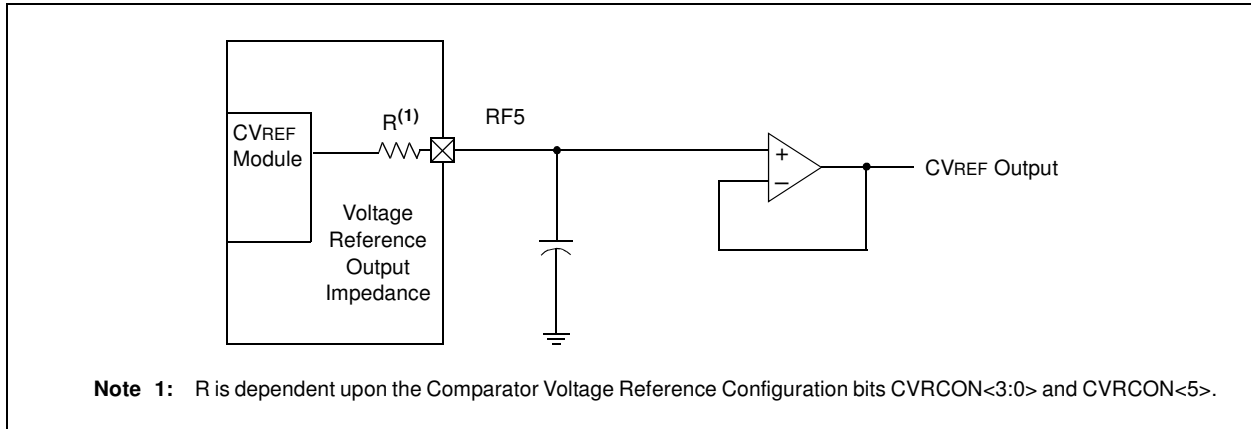 CVREF
Module
R(1)
RF5
+
–
CVREF Output
Voltage
Reference
Output
Impedance
Note 1: R is dependent upon the Comparator Voltage Reference Configuration bits CVRCON<3:0> and CVRCON<5>.